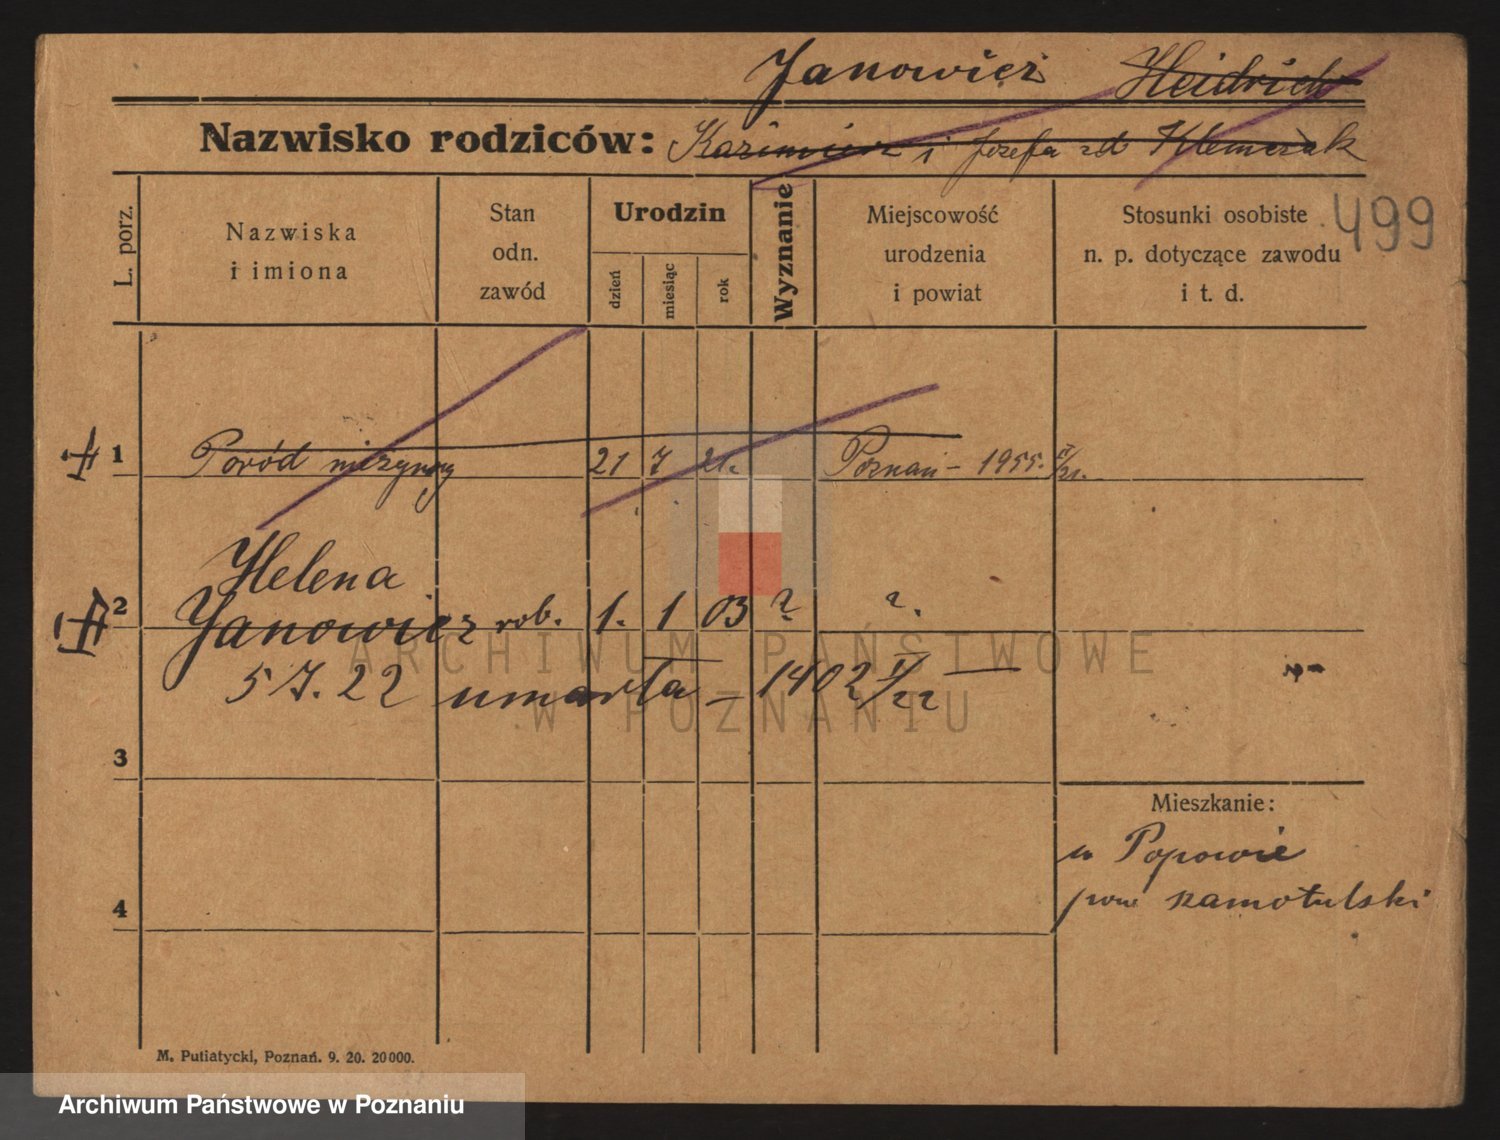 Janowicz Heidrich
Nazwisko rodziców: Kazimierz i Józefa zd Klemczak
499
L. porz.
Nazwiska
i imiona
Stan
odn.
zawód
Urodzin
dzień
miesiąc
rok
Wyznanie
Miejscowość
urodzenia
i powiat
Stosunki osobiste
n. p. dotyczące zawodu
i t. d.
1 Poród nieżywy 21 7 21. Poznań - 1955.
Helena
2 Janowicz rob. 1. 1 03 ? ?.
5 7. 22 umarła - 1402 V/22
3
Mieszkanie:
w Popowie
pow szamotulski
4
M. Putiatycki, Poznań. 9. 20. 20000.
ARCHIWUM PAŃSTWOWE
W POZNANIU
Archiwum Państwowe w Poznaniu